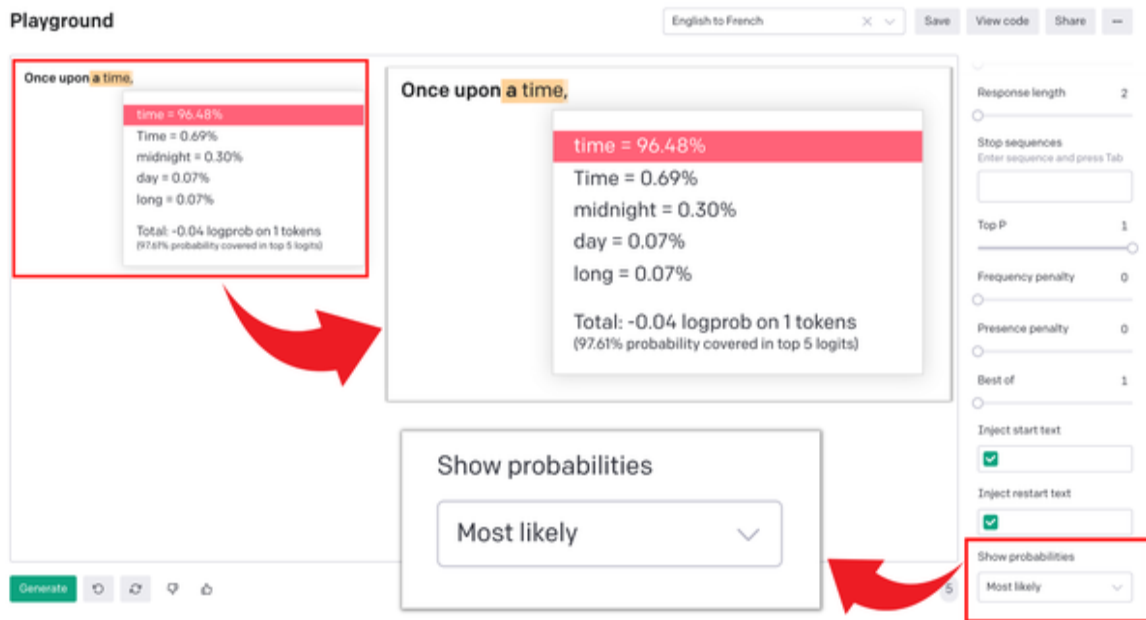 Playground
English to French
Save
View code
Share
Once upon a time,
time = 96.48%
Time = 0.69%
midnight = 0.30%
day = 0.07%
long = 0.07%
Total: -0.04 logprob on 1 tokens
(97.61% probability covered in top 5 logits)
Once upon a time,
time = 96.48%
Time = 0.69%
midnight = 0.30%
day = 0.07%
long = 0.07%
Total: -0.04 logprob on 1 tokens
(97.61% probability covered in top 5 logits)
Show probabilities
Most likely
Response length 2
Stop sequences
Enter sequence and press Tab
Top P 1
Frequency penalty 0
Presence penalty 0
Best of 1
Inject start text
Inject restart text
Show probabilities
Most likely
Generate
5